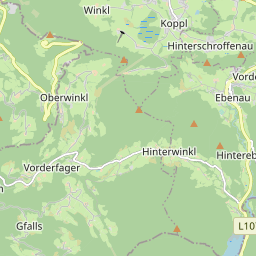 Winkl
Koppl
Hinterschroffenau
Vorde
Oberwinkl
Ebenau
Hinterwinkl
Hintereb
Vorderfager
n
Gfalls
L10